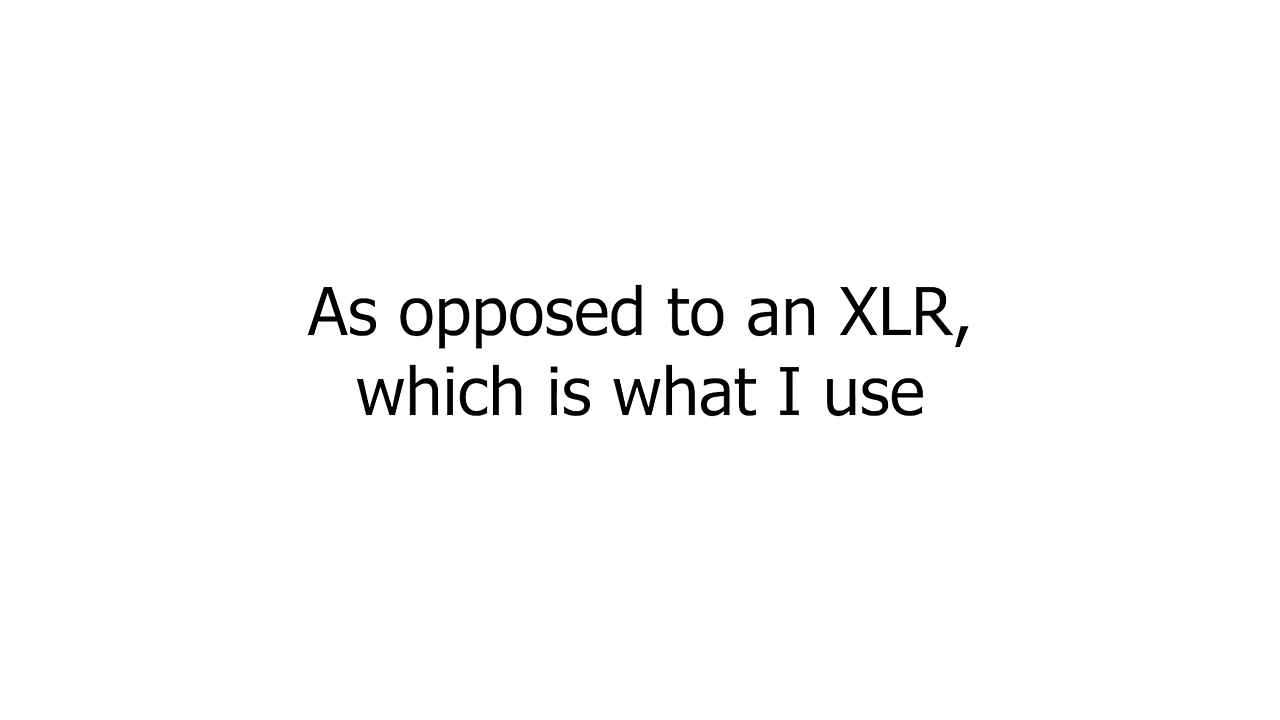 As opposed to an XLR,
which is what I use